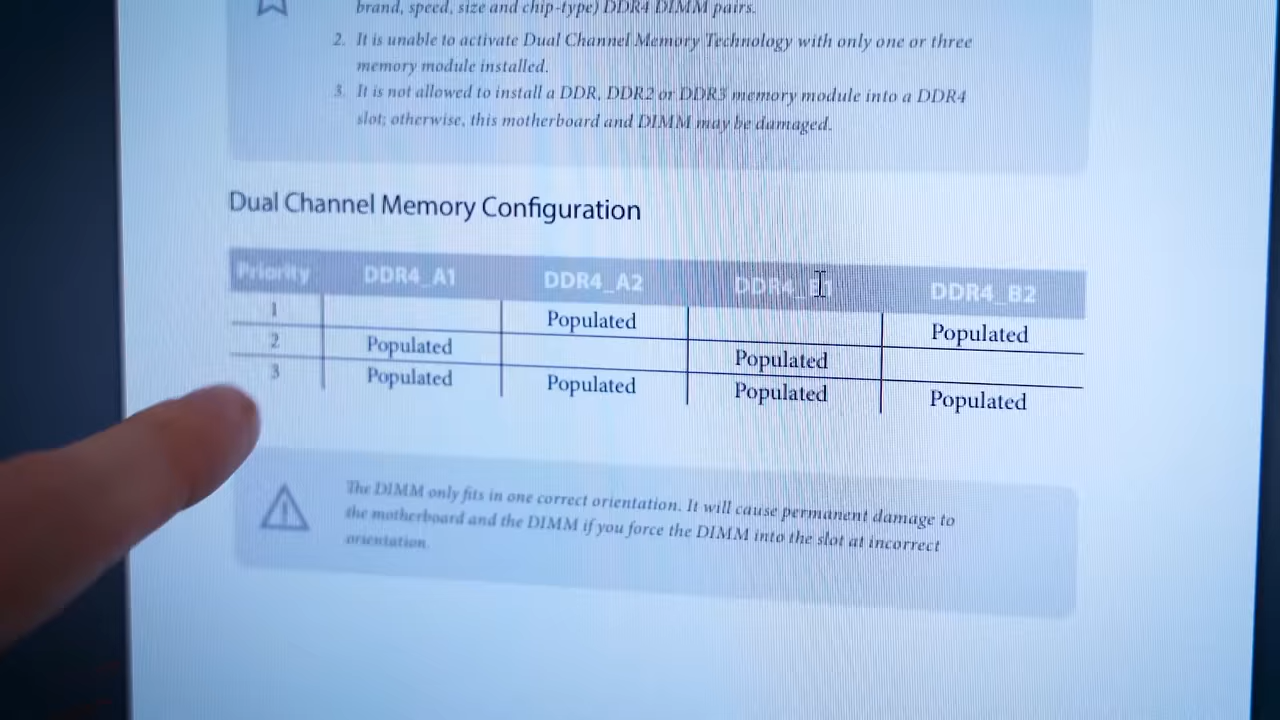 brand, speed, size and chip-type) DDR4 DIMM pairs.
2. It is unable to activate Dual Channel Memory Technology with only one or three
memory module installed.
3. It is not allowed to install a DDR, DDR2 or DDR3 memory module into a DDR4
slot; otherwise, this motherboard and DIMM may be damaged.
Dual Channel Memory Configuration
Priority DDR4_A1 DDR4_A2 DDR4_B1 DDR4_B2
1 Populated Populated
2 Populated Populated
3 Populated Populated Populated Populated
The DIMM only fits in one correct orientation. It will cause permanent damage to
the motherboard and the DIMM if you force the DIMM into the slot at incorrect
orientation.